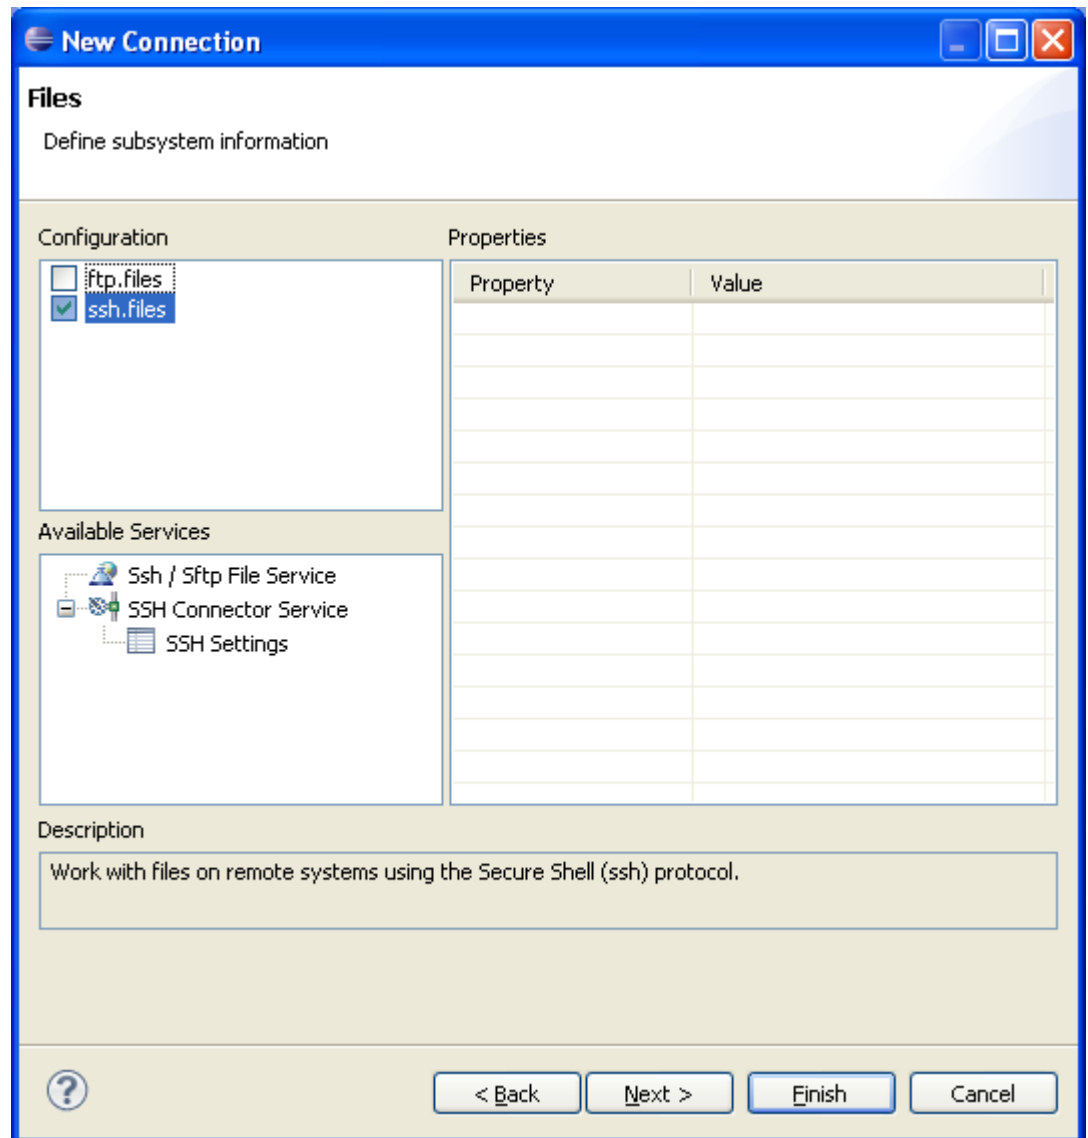 New Connection
Files
Define subsystem information
Configuration
Properties
ftp.files
ssh.files
Property Value
Available Services
Ssh / Sftp File Service
SSH Connector Service
SSH Settings
Description
Work with files on remote systems using the Secure Shell (ssh) protocol.
? < Back Next > Finish Cancel